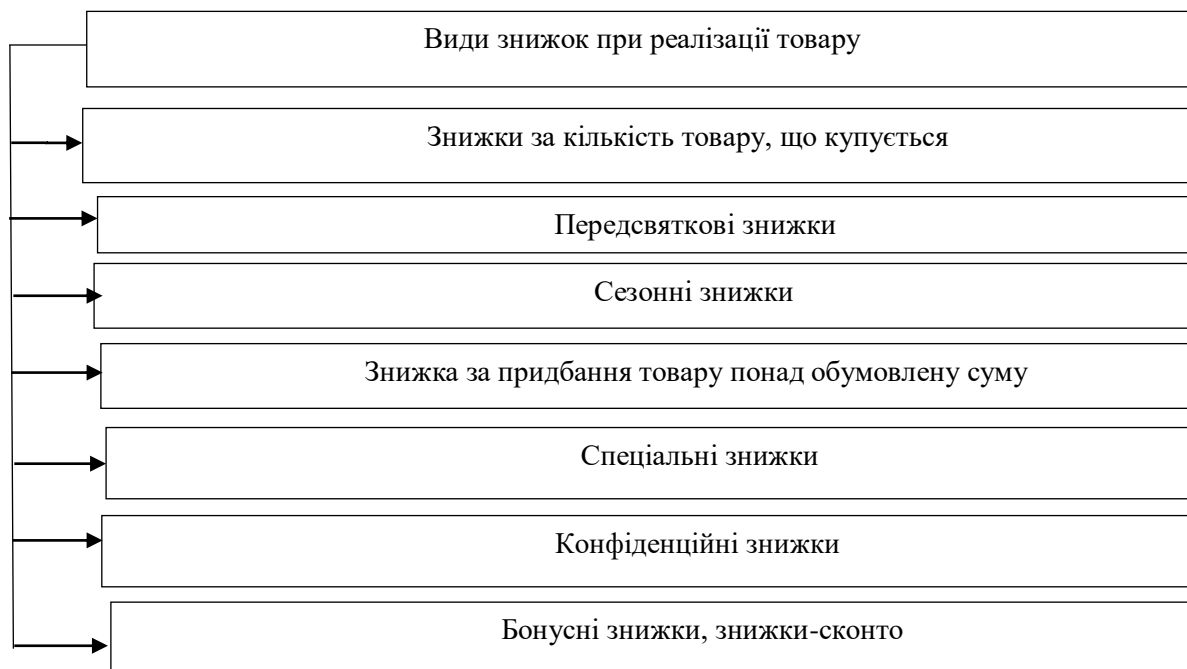 Види знижок при реалізації товару
Знижки за кількість товару, що купується
Передсвяткові знижки
Сезонні знижки
Знижка за придбання товару понад обумовлену суму
Спеціальні знижки
Конфіденційні знижки
Бонусні знижки, знижки-сконто